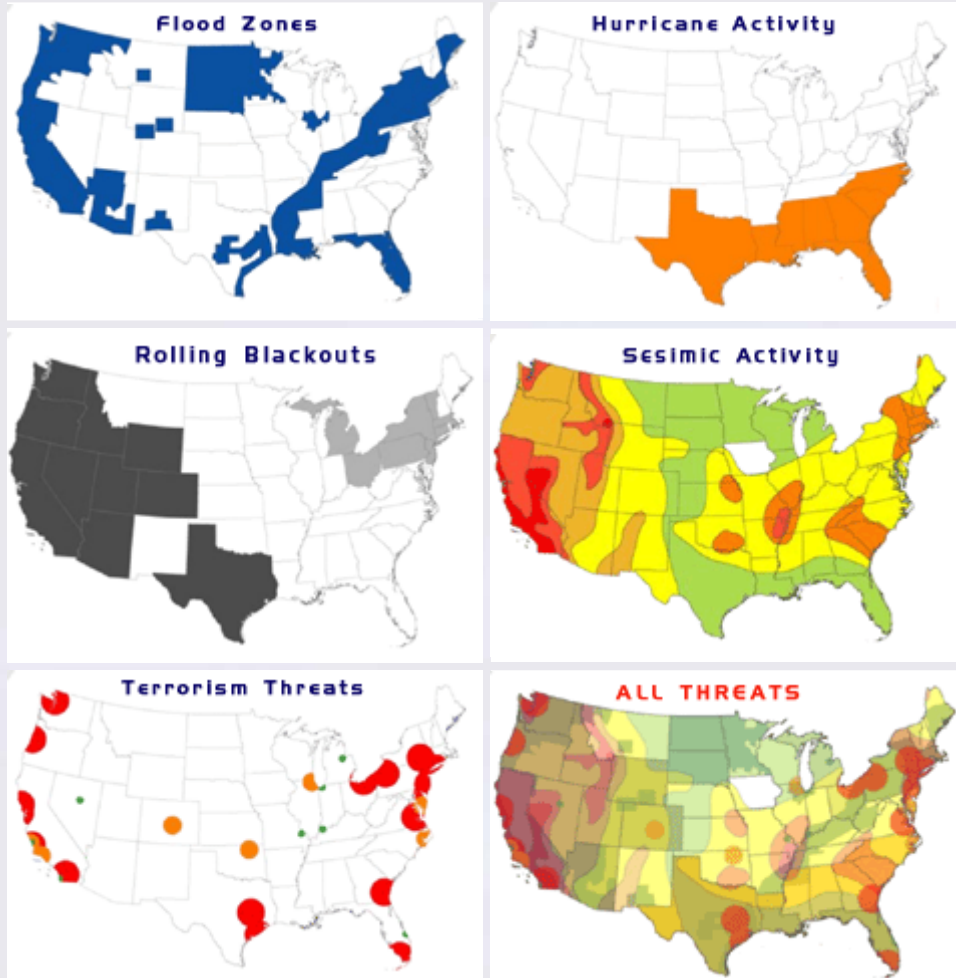 Flood Zones
Hurricane Activity
Rolling Blackouts
Sesimic Activity
Terrorism Threats
ALL THREATS